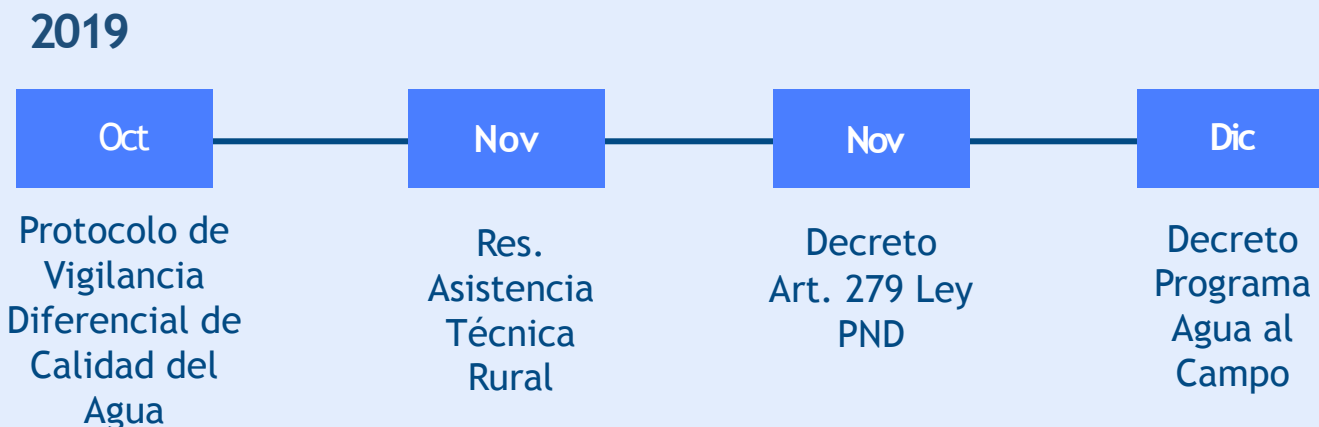 2019
Oct
Nov
Nov
Dic
Protocolo de
Vigilancia
Diferencial de
Calidad del
Agua
Res.
Asistencia
Técnica
Rural
Decreto
Art. 279 Ley
PND
Decreto
Programa
Agua al
Campo